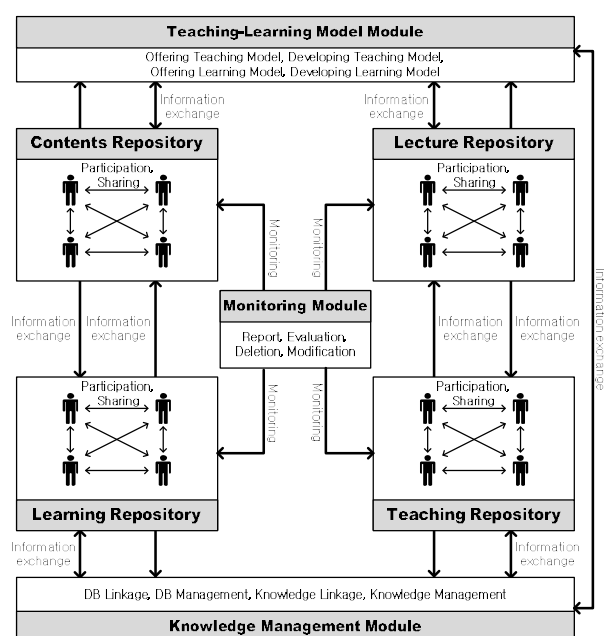 Teaching-Learning Model Module
Offering Teaching Model, Developing Teaching Model,
Offering Learning Model, Developing Learning Model
Information
exchange
Information
exchange
Contents Repository
Participation,
Sharing
Lecture Repository
Participation,
Sharing
Monitoring
Monitoring
Information exchange
Monitoring Module
Report, Evaluation,
Deletion, Modification
Information
exchange
Information
exchange
Information
exchange
Information
exchange
Monitoring
Monitoring
Participation,
Sharing
Learning Repository
Participation,
Sharing
Teaching Repository
Information
exchange
Information
exchange
DB Linkage, DB Management, Knowledge Linkage, Knowledge Management
Knowledge Management Module